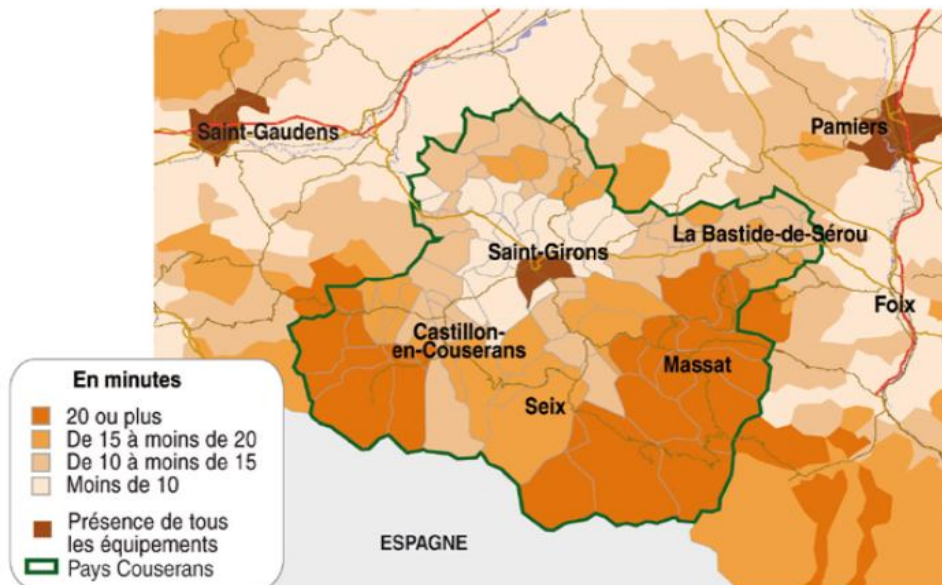 Saint-Gaudens
Pamiers
La Bastide-de-Sérou
Saint-Girons
Foix
Castillon-
en-Couserans
Massat
Seix
En minutes
20 ou plus
De 15 à moins de 20
De 10 à moins de 15
Moins de 10
Présence de tous
les équipements
Pays Couserans
ESPAGNE